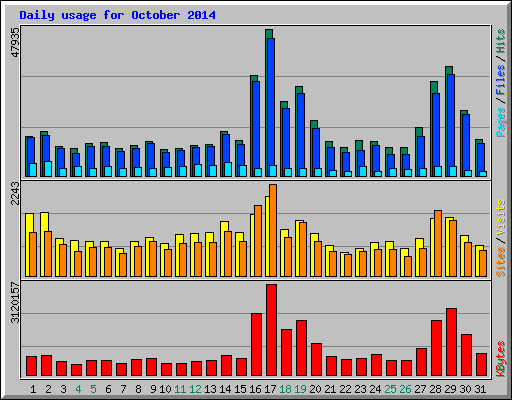 Daily usage for October 2014
47935
Pages / Files / Hits
2243
Sites / Visits
3120157
KBytes
1 2 3 4 5 6 7 8 9 10 11 12 13 14 15 16 17 18 19 20 21 22 23 24 25 26 27 28 29 30 31